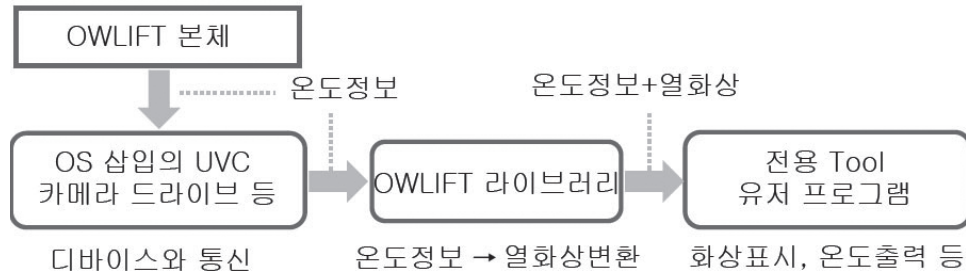 OWLIFT 본체
온도정보
온도정보+열화상
OS 삽입의 UVC
카메라 드라이브 등
OWLIFT 라이브러리
전용 Tool
유저 프로그램
디바이스와 통신
온도정보 → 열화상변환
화상표시, 온도출력 등